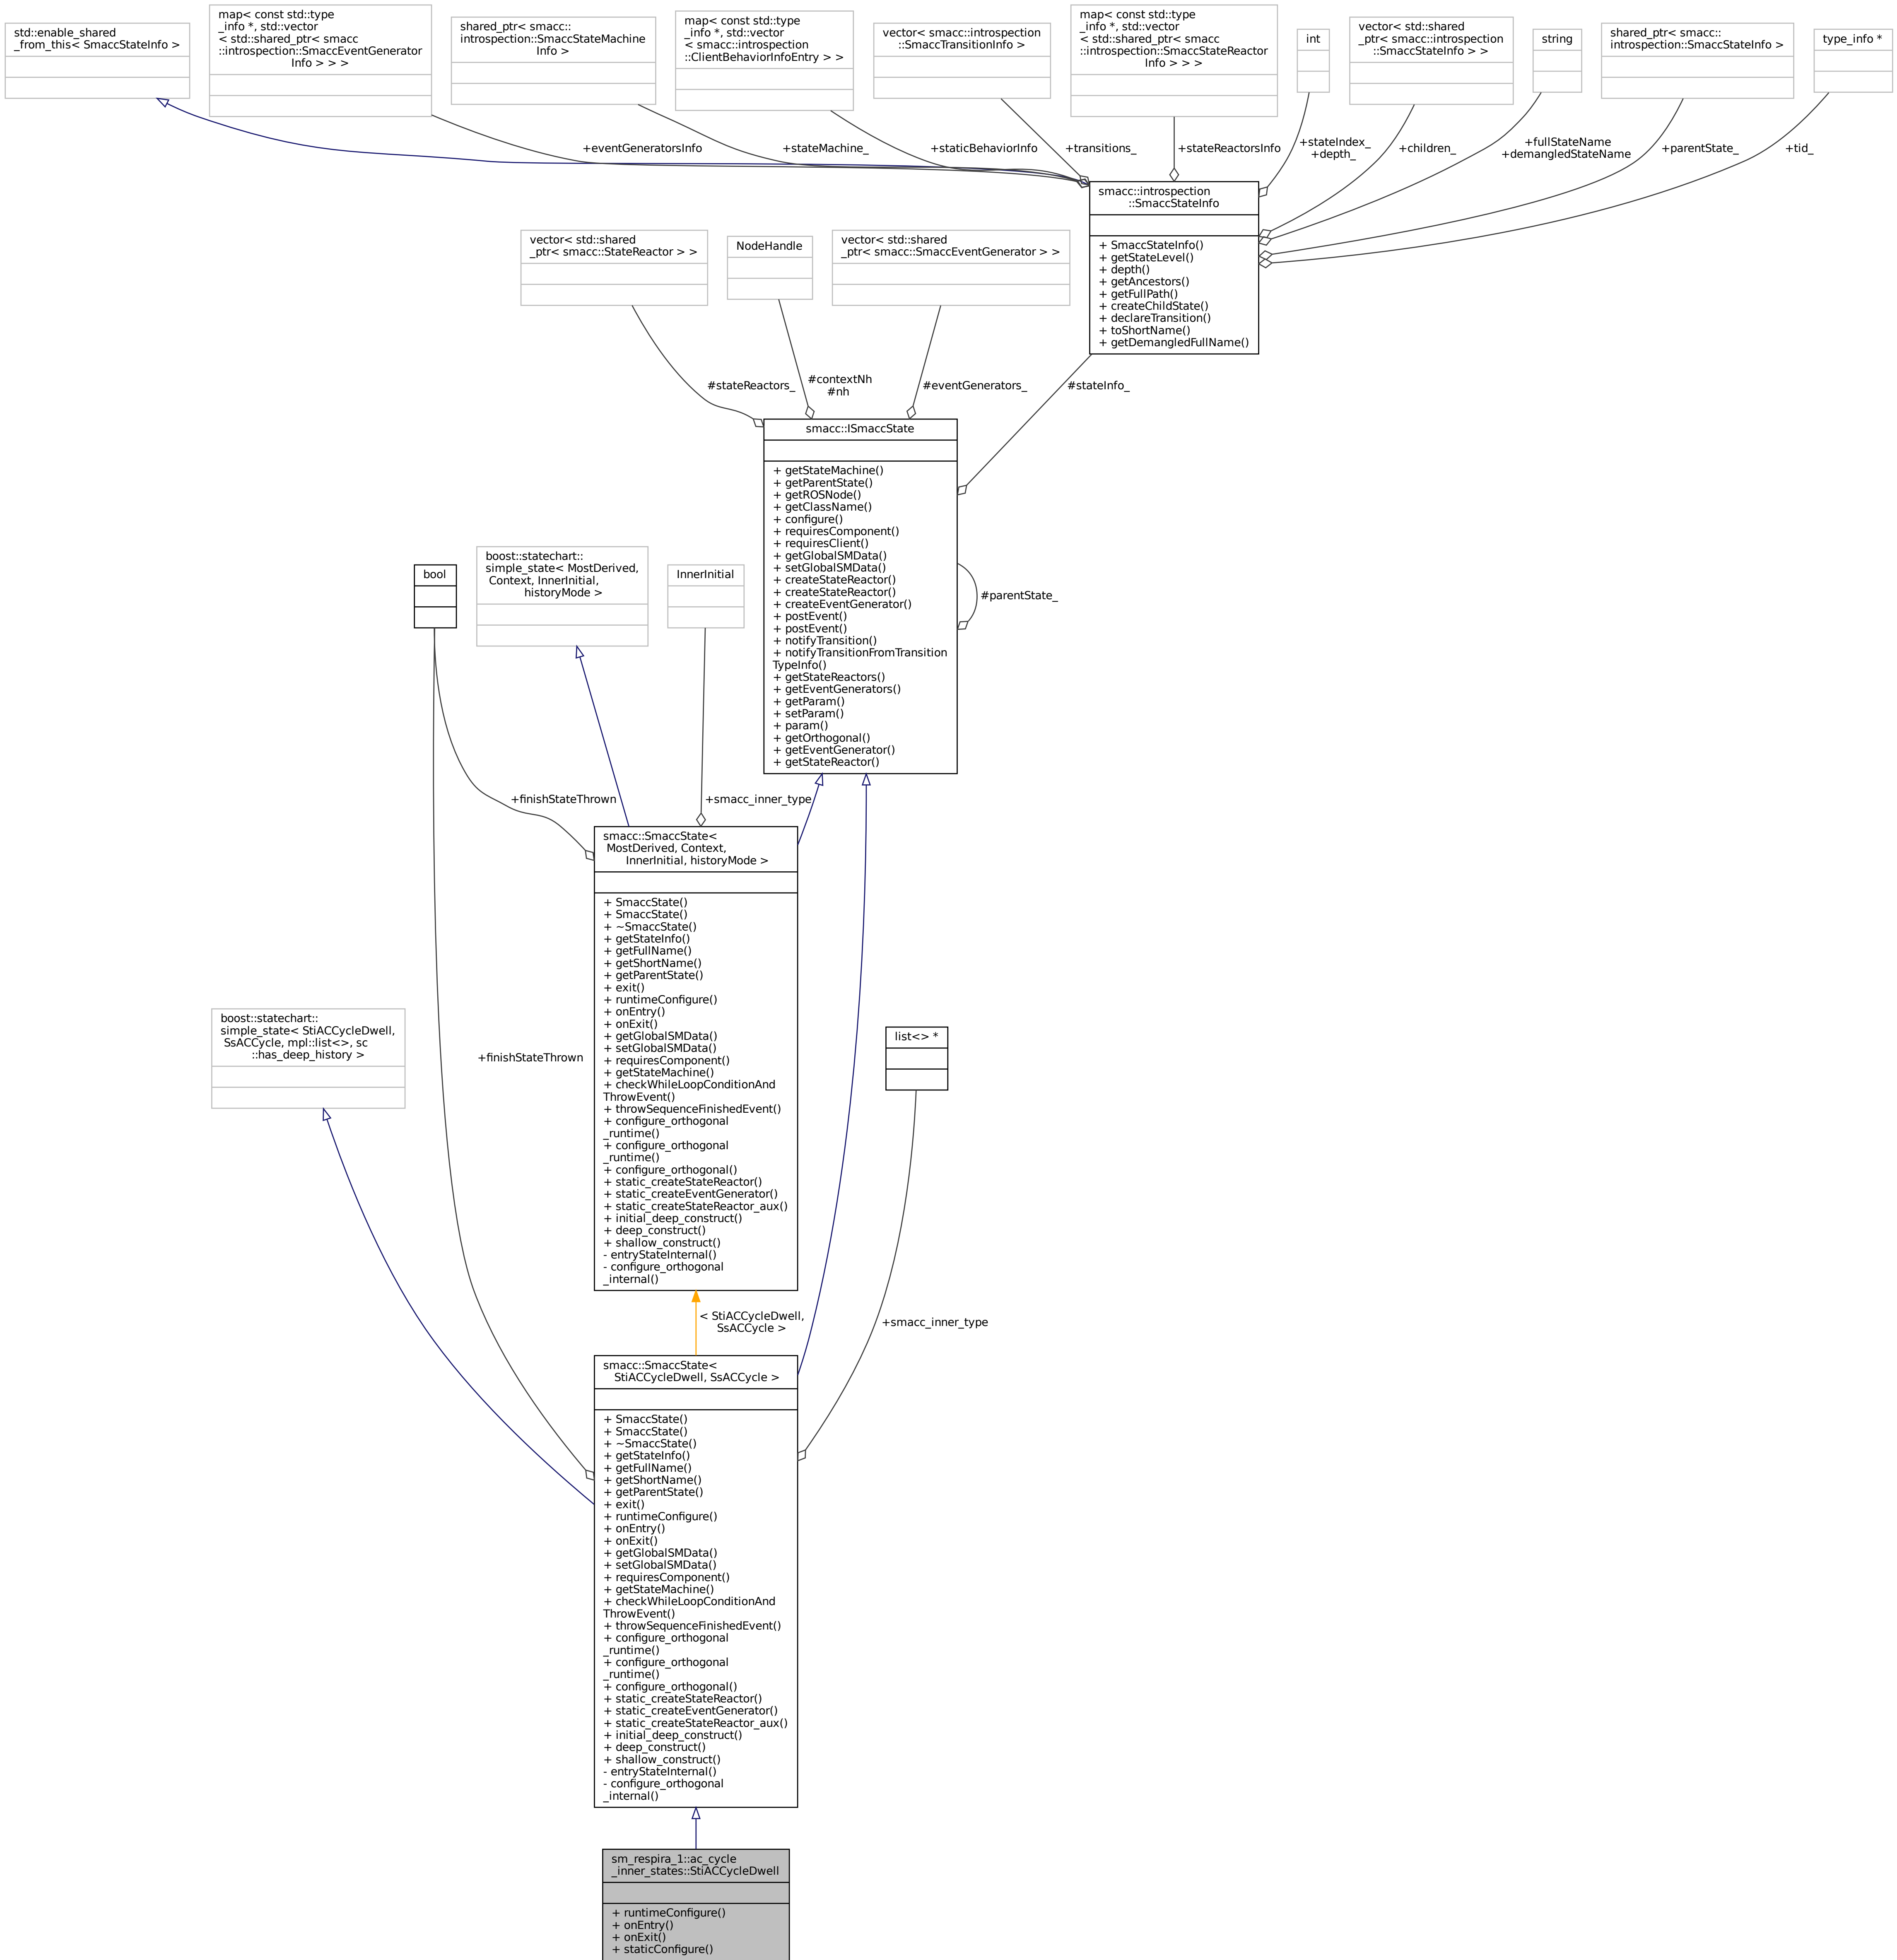 std::enable_shared
_from_this< SmaccStateInfo >
map< const std::type
_info *, std::vector
< std::shared_ptr< smacc
::introspection::SmaccEventGenerator
Info > > >
shared_ptr< smacc::
introspection::SmaccStateMachine
Info >
map< const std::type
_info *, std::vector
< smacc::introspection
::ClientBehaviorInfoEntry > >
vector< smacc::introspection
::SmaccTransitionInfo >
map< const std::type
_info *, std::vector
< std::shared_ptr< smacc
::introspection::SmaccStateReactor
Info > > >
int
vector< std::shared
_ptr< smacc::introspection
::SmaccStateInfo > >
string
shared_ptr< smacc::
introspection::SmaccStateInfo >
type_info *
+eventGeneratorsInfo
+stateMachine_
+staticBehaviorInfo
+transitions_
+stateReactorsInfo
+stateIndex_
+depth_
+children_
+fullStateName
+demangledStateName
+parentState_
+tid_
smacc::introspection
::SmaccStateInfo
+ SmaccStateInfo()
+ getStateLevel()
+ depth()
+ getAncestors()
+ getFullPath()
+ createChildState()
+ declareTransition()
+ toShortName()
+ getDemangledFullName()
vector< std::shared
_ptr< smacc::StateReactor > >
NodeHandle
vector< std::shared
_ptr< smacc::SmaccEventGenerator > >
#stateReactors_
#contextNh
#nh
#eventGenerators_
#stateInfo_
smacc::ISmaccState
+ getStateMachine()
+ getParentState()
+ getROSNode()
+ getClassName()
+ configure()
+ requiresComponent()
+ requiresClient()
+ getGlobalSMData()
+ setGlobalSMData()
+ createStateReactor()
+ createStateReactor()
+ createEventGenerator()
+ postEvent()
+ postEvent()
+ notifyTransition()
+ notifyTransitionFromTransition
TypeInfo()
+ getStateReactors()
+ getEventGenerators()
+ getParam()
+ setParam()
+ param()
+ getOrthogonal()
+ getEventGenerator()
+ getStateReactor()
#parentState_
bool
boost::statechart::
simple_state< MostDerived,
Context, InnerInitial,
historyMode >
InnerInitial
+finishStateThrown
+smacc_inner_type
smacc::SmaccState<
MostDerived, Context,
InnerInitial, historyMode >
+ SmaccState()
+ SmaccState()
+ ~SmaccState()
+ getStateInfo()
+ getFullName()
+ getShortName()
+ getParentState()
+ exit()
+ runtimeConfigure()
+ onEntry()
+ onExit()
+ getGlobalSMData()
+ setGlobalSMData()
+ requiresComponent()
+ getStateMachine()
+ checkWhileLoopConditionAnd
ThrowEvent()
+ throwSequenceFinishedEvent()
+ configure_orthogonal
_runtime()
+ configure_orthogonal
_runtime()
+ configure_orthogonal()
+ static_createStateReactor()
+ static_createEventGenerator()
+ static_createStateReactor_aux()
+ initial_deep_construct()
+ deep_construct()
+ shallow_construct()
- entryStateInternal()
- configure_orthogonal
_internal()
boost::statechart::
simple_state< StiACCycleDwell,
SsACCycle, mpl::list<>, sc
::has_deep_history >
+finishStateThrown
list<> *
< StiACCycleDwell,
SsACCycle >
+smacc_inner_type
smacc::SmaccState<
StiACCycleDwell, SsACCycle >
+ SmaccState()
+ SmaccState()
+ ~SmaccState()
+ getStateInfo()
+ getFullName()
+ getShortName()
+ getParentState()
+ exit()
+ runtimeConfigure()
+ onEntry()
+ onExit()
+ getGlobalSMData()
+ setGlobalSMData()
+ requiresComponent()
+ getStateMachine()
+ checkWhileLoopConditionAnd
ThrowEvent()
+ throwSequenceFinishedEvent()
+ configure_orthogonal
_runtime()
+ configure_orthogonal
_runtime()
+ configure_orthogonal()
+ static_createStateReactor()
+ static_createEventGenerator()
+ static_createStateReactor_aux()
+ initial_deep_construct()
+ deep_construct()
+ shallow_construct()
- entryStateInternal()
- configure_orthogonal
_internal()
sm_respira_1::ac_cycle
_inner_states::StiACCycleDwell
+ runtimeConfigure()
+ onEntry()
+ onExit()
+ staticConfigure()